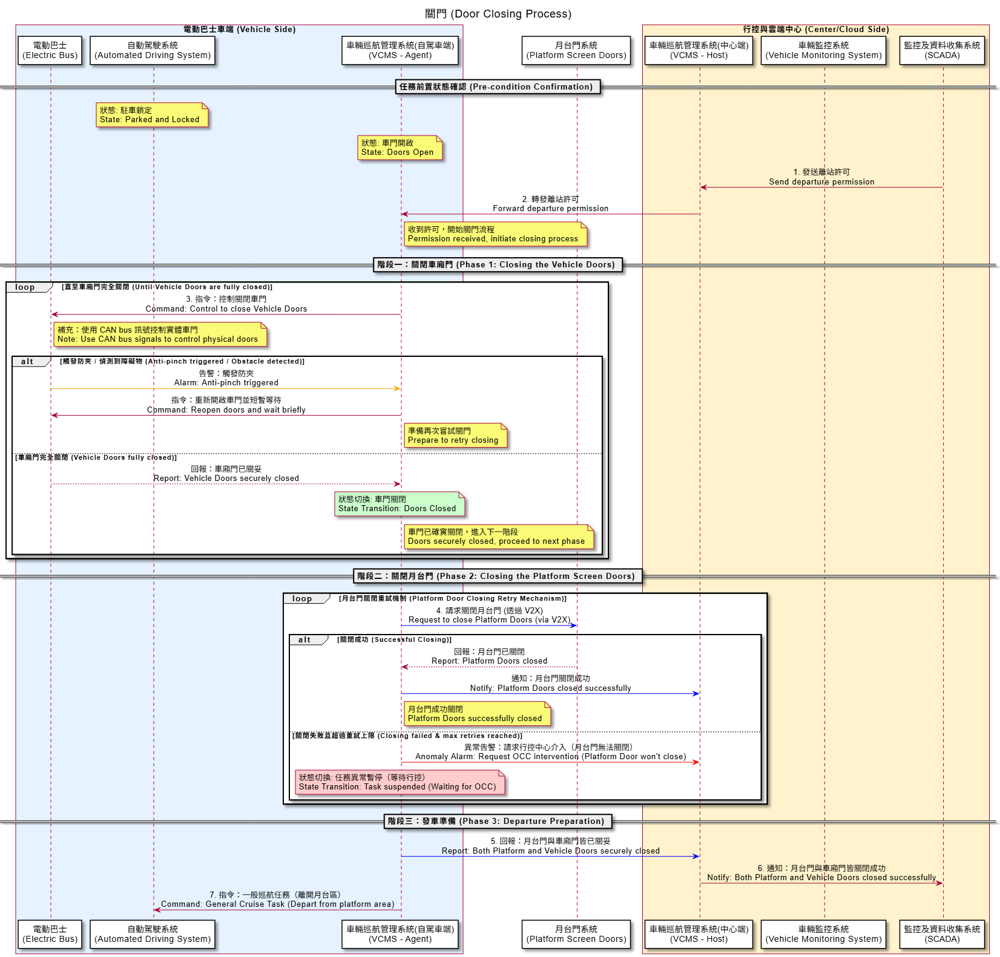 關門 (Door Closing Process)
電動巴士車端 (Vehicle Side)
行控與雲端中心 (Center/Cloud Side)
電動巴士
(Electric Bus)
自動駕駛系統
(Automated Driving System)
車輛巡航管理系統(自駕車端)
(VCMS - Agent)
月台門系統
(Platform Screen Doors)
車輛巡航管理系統(中心端)
(VCMS - Host)
車輛監控系統
(Vehicle Monitoring System)
監控及資料收集系統
(SCADA)
任務前置狀態確認 (Pre-condition Confirmation)
狀態: 駐車鎖定
State: Parked and Locked
狀態: 車門開啟
State: Doors Open
1. 發送離站許可
Send departure permission
2. 轉發離站許可
Forward departure permission
收到許可，開始關門流程
Permission received, initiate closing process
階段一：關閉車廂門 (Phase 1: Closing the Vehicle Doors)
loop [直至車廂門完全關閉 (Until Vehicle Doors are fully closed)]
3. 指令：控制關閉車門
Command: Control to close Vehicle Doors
補充：使用 CAN bus 訊號控制實體車門
Note: Use CAN bus signals to control physical doors
alt [觸發防夾 / 偵測到障礙物 (Anti-pinch triggered / Obstacle detected)]
告警：觸發防夾
Alarm: Anti-pinch triggered
指令：重新開啟車門並短暫等待
Command: Reopen doors and wait briefly
準備再次嘗試關門
Prepare to retry closing
[車廂門完全關閉 (Vehicle Doors fully closed)]
回報：車廂門已關妥
Report: Vehicle Doors securely closed
狀態切換: 車門關閉
State Transition: Doors Closed
車門已確實關閉，進入下一階段
Doors securely closed, proceed to next phase
階段二：關閉月台門 (Phase 2: Closing the Platform Screen Doors)
loop [月台門關閉重試機制 (Platform Door Closing Retry Mechanism)]
4. 請求關閉月台門 (透過 V2X)
Request to close Platform Doors (via V2X)
alt [關閉成功 (Successful Closing)]
回報：月台門已關閉
Report: Platform Doors closed
通知：月台門關閉成功
Notify: Platform Doors closed successfully
月台門成功關閉
Platform Doors successfully closed
[關閉失敗且超過重試上限 (Closing failed & max retries reached)]
異常告警：請求行控中心介入（月台門無法關閉）
Anomaly Alarm: Request OCC intervention (Platform Door won't close)
狀態切換: 任務異常暫停（等待行控）
State Transition: Task suspended (Waiting for OCC)
階段三：發車準備 (Phase 3: Departure Preparation)
5. 回報：月台門與車廂門皆已關妥
Report: Both Platform and Vehicle Doors securely closed
6. 通知：月台門與車廂門皆關閉成功
Notify: Both Platform and Vehicle Doors closed successfully
7. 指令：一般巡航任務（離開月台區）
Command: General Cruise Task (Depart from platform area)
電動巴士
(Electric Bus)
自動駕駛系統
(Automated Driving System)
車輛巡航管理系統(自駕車端)
(VCMS - Agent)
月台門系統
(Platform Screen Doors)
車輛巡航管理系統(中心端)
(VCMS - Host)
車輛監控系統
(Vehicle Monitoring System)
監控及資料收集系統
(SCADA)